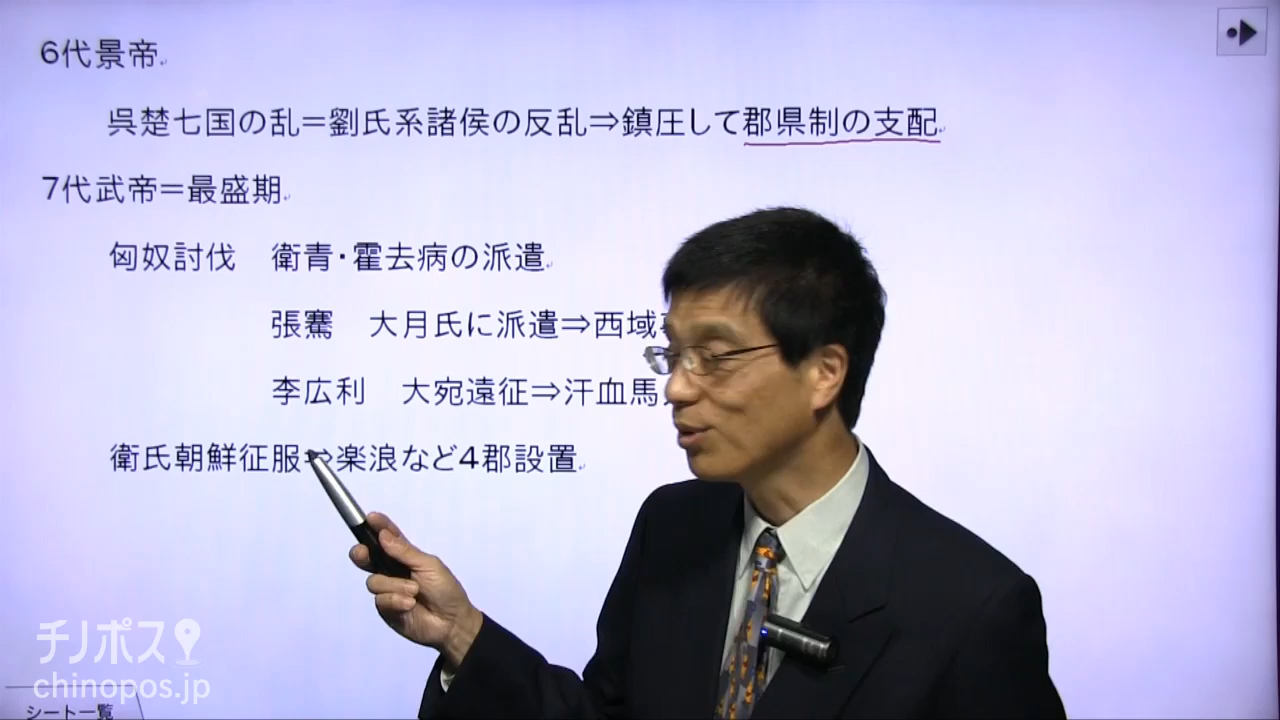 6代景帝
呉楚七国の乱＝劉氏系諸侯の反乱⇒鎮圧して郡県制の支配
7代武帝＝最盛期
匈奴討伐　衛青・霍去病の派遣
張騫　大月氏に派遣⇒西域
李広利　大宛遠征⇒汗血馬
衛氏朝鮮征服⇒楽浪など4郡設置
チノポス
chinopos.jp
シート一覧